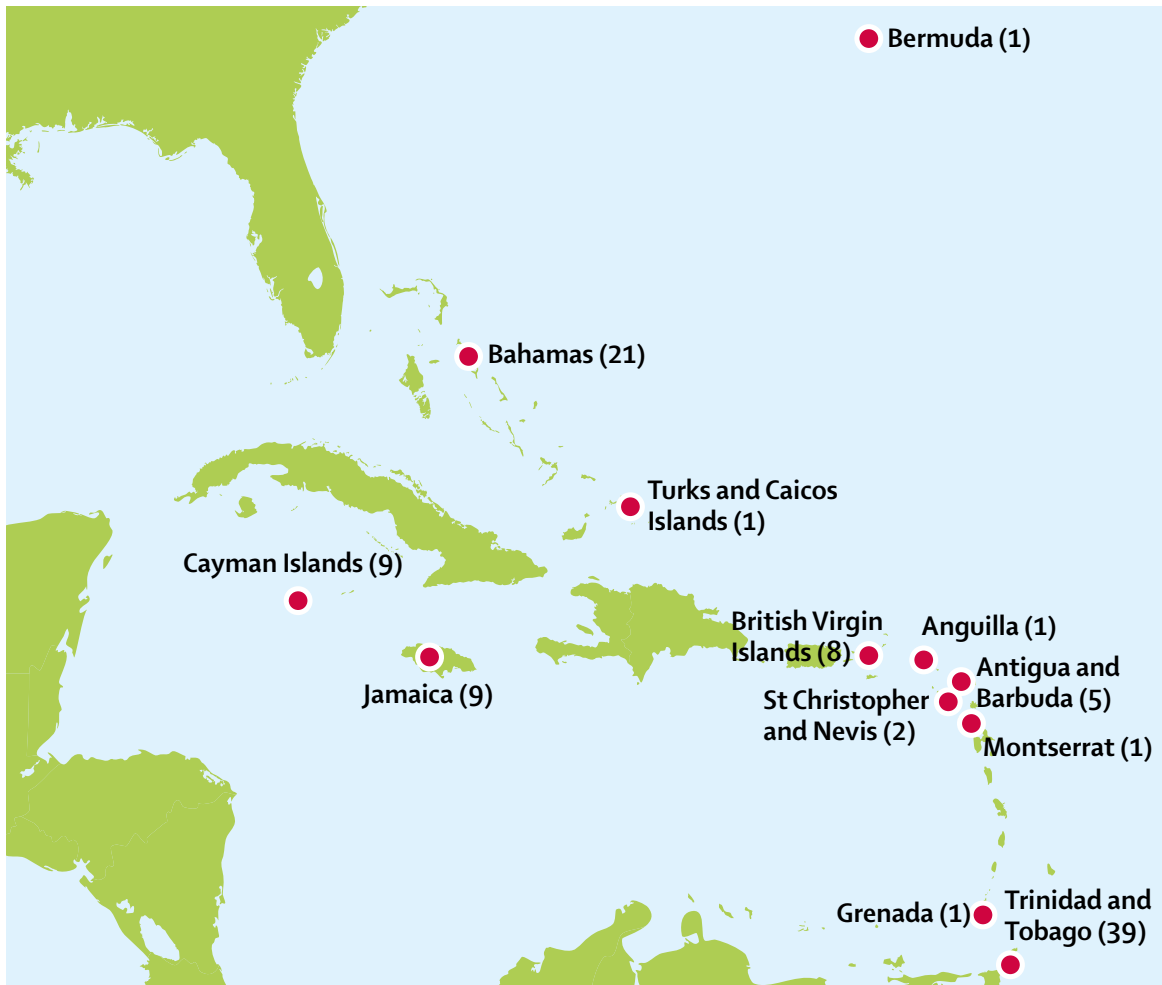 Bermuda (1)
Bahamas (21)
Turks and Caicos
Islands (1)
Cayman Islands (9)
Jamaica (9)
British Virgin
Islands (8)
Anguilla (1)
Antigua and
Barbuda (5)
St Christopher
and Nevis (2)
Montserrat (1)
Grenada (1)
Trinidad and
Tobago (39)